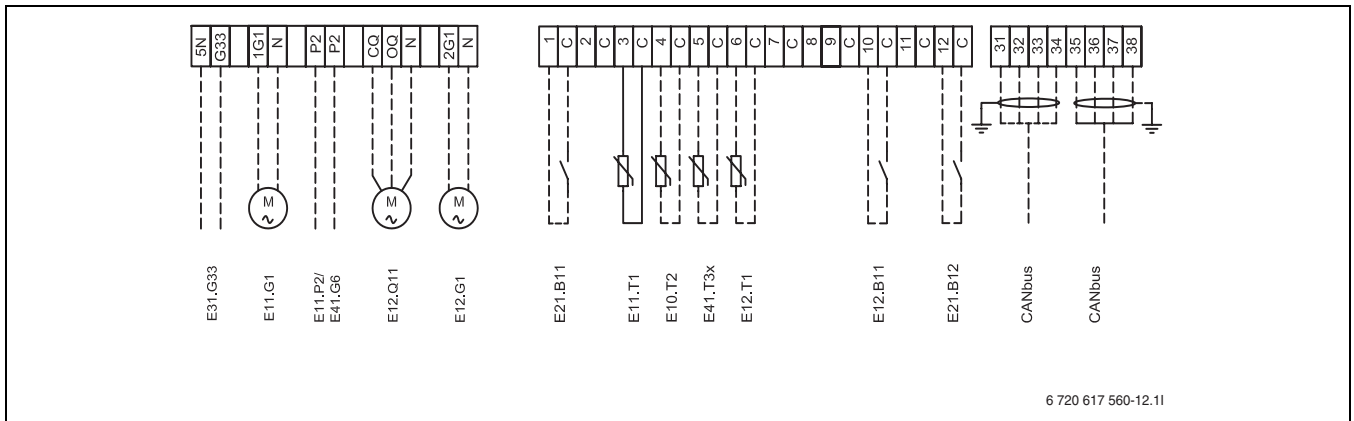 5N G33 1G1 N P2 P2 CQ OQ N 2G1 N 1 C 2 C 3 C 4 C 5 C 6 C 7 C 8 C 9 C 10 C 11 C 12 C 31 32 33 34 35 36 37 38
M M M
E31.G33
E11.G1
E11.P2/
E41.G6
E12.Q11
E12.G1
E21.B11
E11.T1
E10.T2
E41.T3x
E12.T1
E12.B11
E21.B12
CANbus
CANbus
6 720 617 560-12.1I